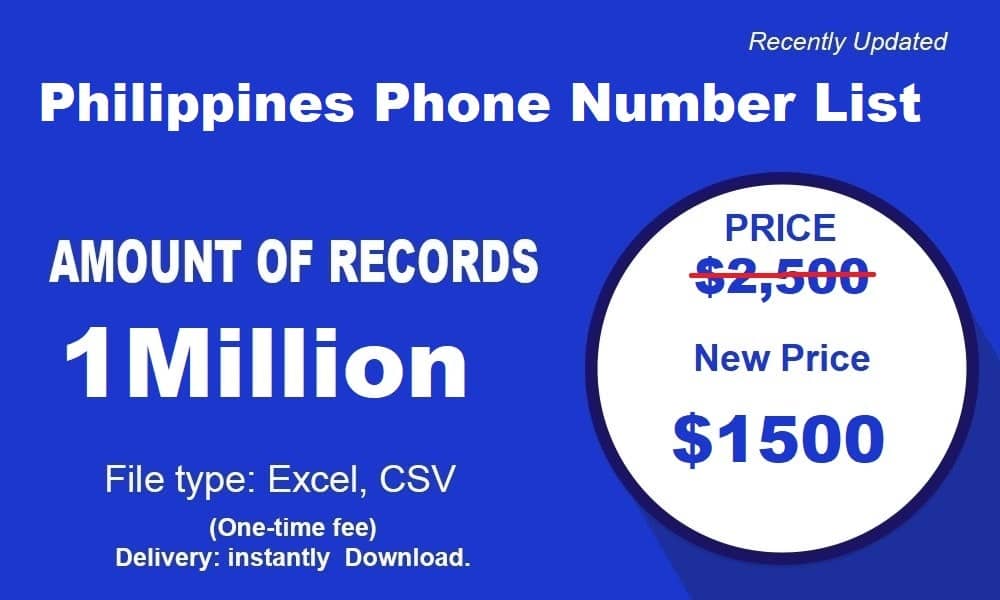 Recently Updated
Philippines Phone Number List
AMOUNT OF RECORDS
1Million
File type: Excel, CSV
(One-time fee)
Delivery: instantly Download.
PRICE
$2,500
New Price
$1500